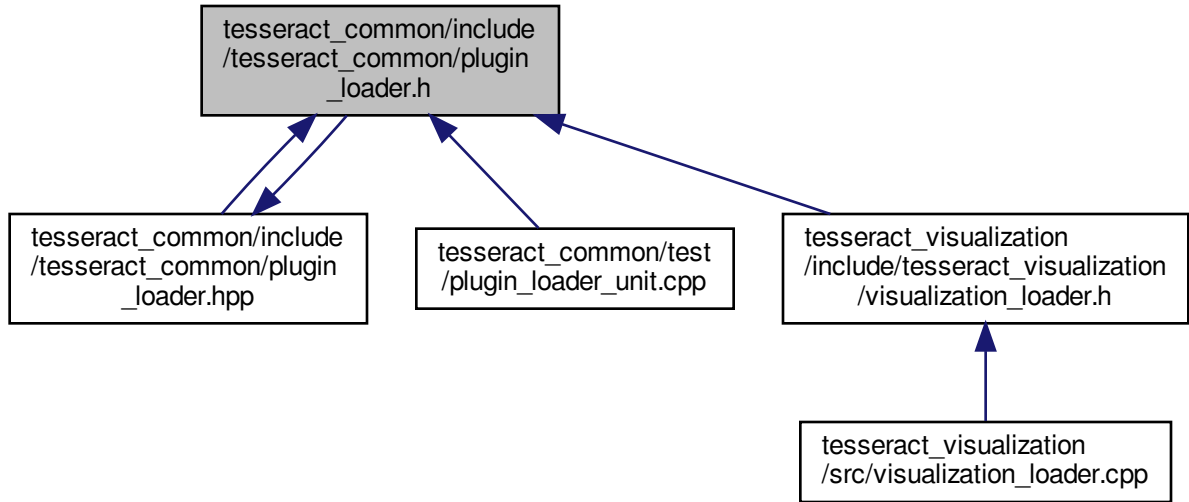 tesseract_common/include
/tesseract_common/plugin
_loader.h
tesseract_common/include
/tesseract_common/plugin
_loader.hpp
tesseract_common/test
/plugin_loader_unit.cpp
tesseract_visualization
/include/tesseract_visualization
/visualization_loader.h
tesseract_visualization
/src/visualization_loader.cpp